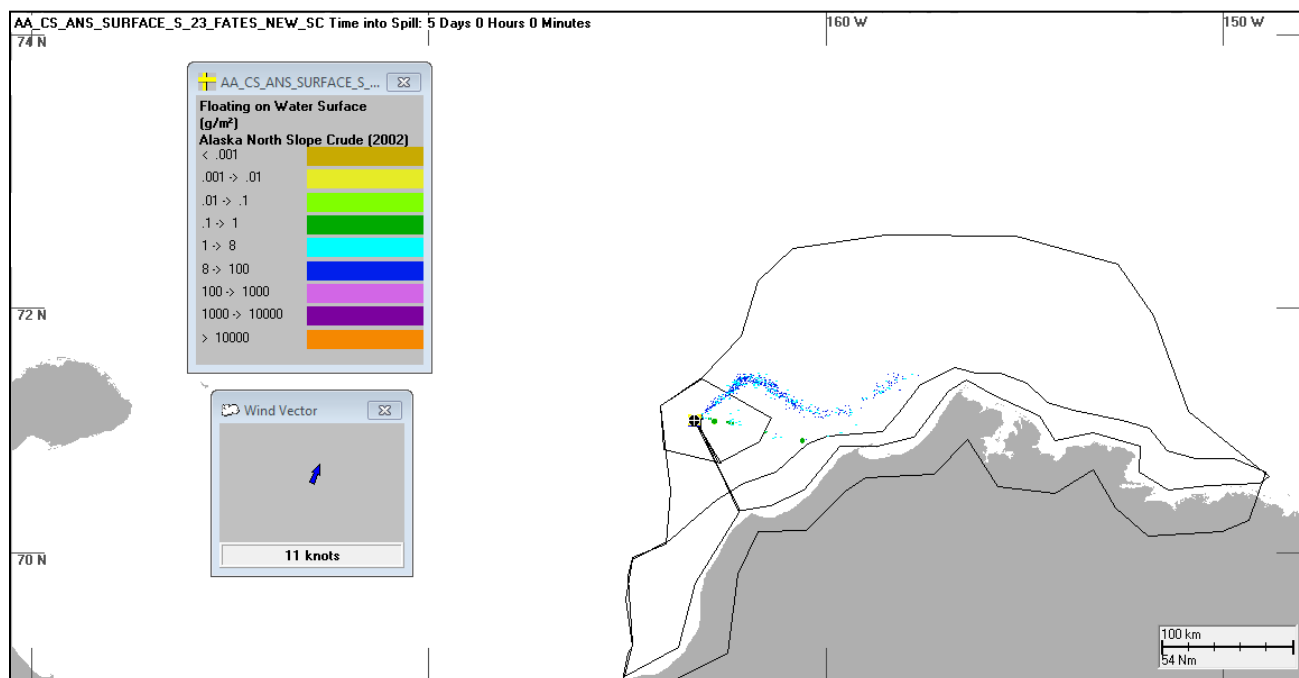 AA_CS_ANS_SURFACE_S_23_FATES_NEW_SC Time into Spill: 5 Days 0 Hours 0 Minutes
160 W
150 W
74 N
AA_CS_ANS_SURFACE_S_...
Floating on Water Surface
(g/m²)
Alaska North Slope Crude (2002)
< .001
.001 -> .01
.01 -> .1
.1 -> 1
1 -> 8
8 -> 100
100 -> 1000
1000 -> 10000
> 10000
72 N
Wind Vector
11 knots
70 N
100 km
54 Nm